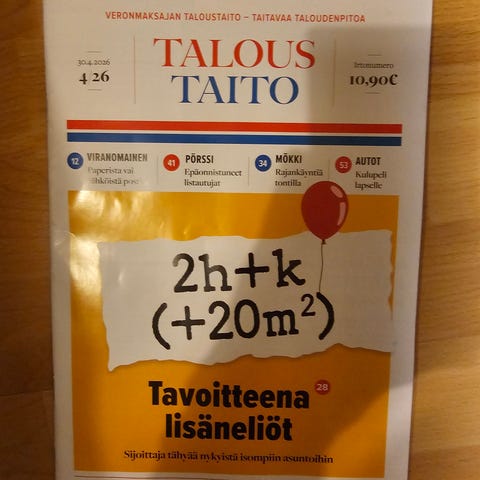 VERONMAKSAJAN TALOUSTAITO – TAITAVAA TALOUDENPITOA
30.4.2026
4 26
TALOUS
TAITO
Irtonumero
10,90€
12 VIRANOMAINEN
Paperista vai
sähköistä posti
41 PÖRSSI
Epäonnistuneet
listautujat
34 MÖKKI
Rajankäyntiä
tontilla
53 AUTOT
Kulupeli
lapselle
2h+k
(+20m²)
Tavoitteena 28
lisäneliöt
Sijoittaja tähyää nykyistä isompiin asuntoihin